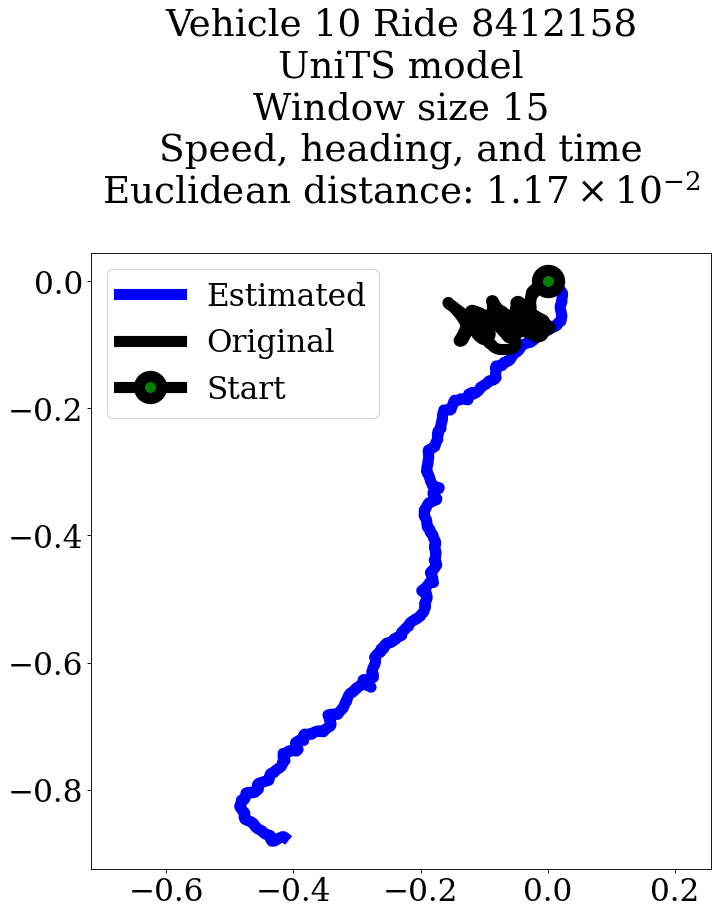 Vehicle 10 Ride 8412158
UniTS model
Window size 15
Speed, heading, and time
Euclidean distance: 1.17 × 10⁻²
Estimated
Original
Start
0.0
−0.2
−0.4
−0.6
−0.8
−0.6 −0.4 −0.2 0.0 0.2